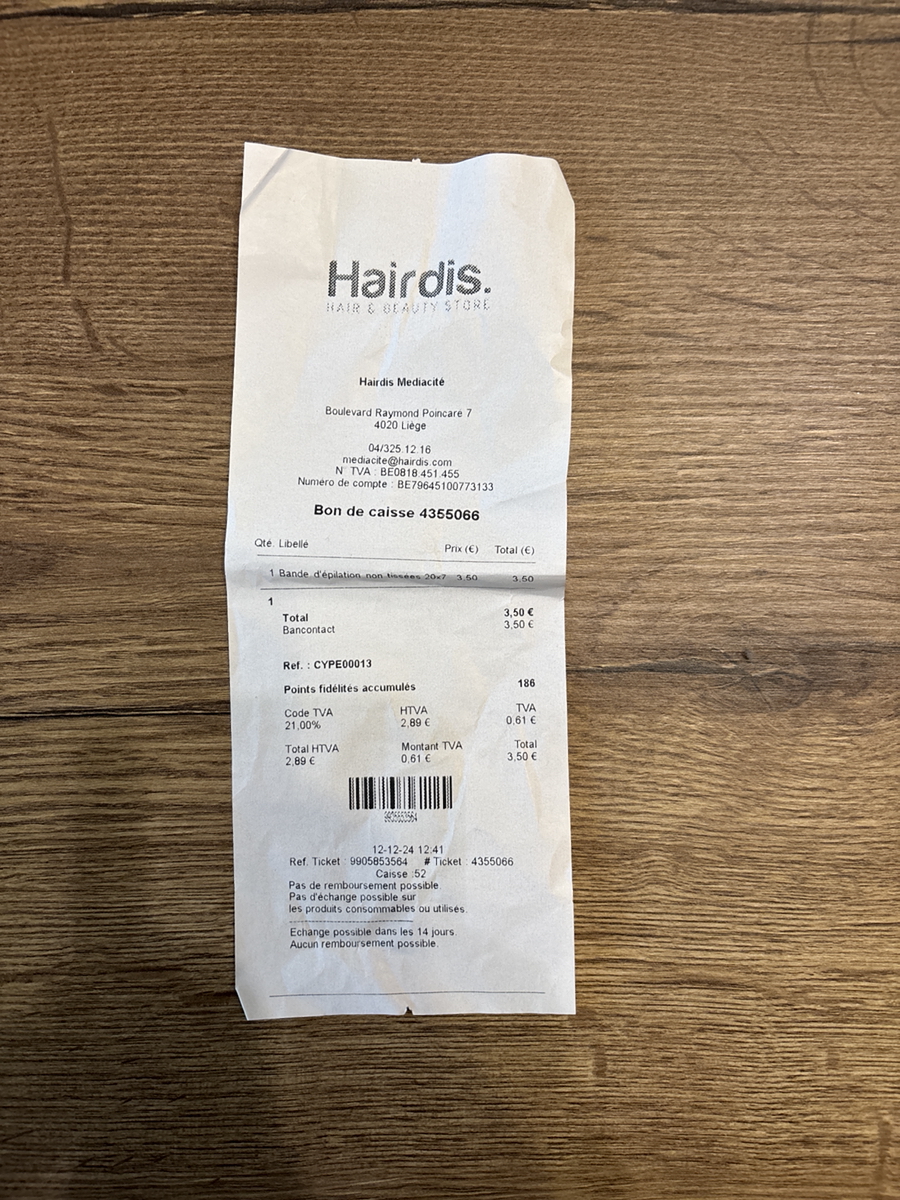 Hairdis.
HAIR & BEAUTY STORE
Hairdis Mediacité
Boulevard Raymond Poincaré 7
4020 Liège
04/325.12.16
mediacite@hairdis.com
N° TVA : BE0818.451.455
Numéro de compte : BE79645100773133
Bon de caisse 4355066
Qté. Libellé Prix (€) Total (€)
1 Bande d'épilation non tissées 20x7 3.50 3.50
1
Total 3,50 €
Bancontact 3,50 €
Ref. : CYPE00013
Points fidélités accumulés 186
Code TVA HTVA TVA
21,00% 2,89 € 0,61 €
Total HTVA Montant TVA Total
2,89 € 0,61 € 3,50 €
9905853564
12-12-24 12:41
Ref. Ticket : 9905853564 # Ticket : 4355066
Caisse :52
Pas de remboursement possible.
Pas d'échange possible sur
les produits consommables ou utilisés.
Echange possible dans les 14 jours.
Aucun remboursement possible.